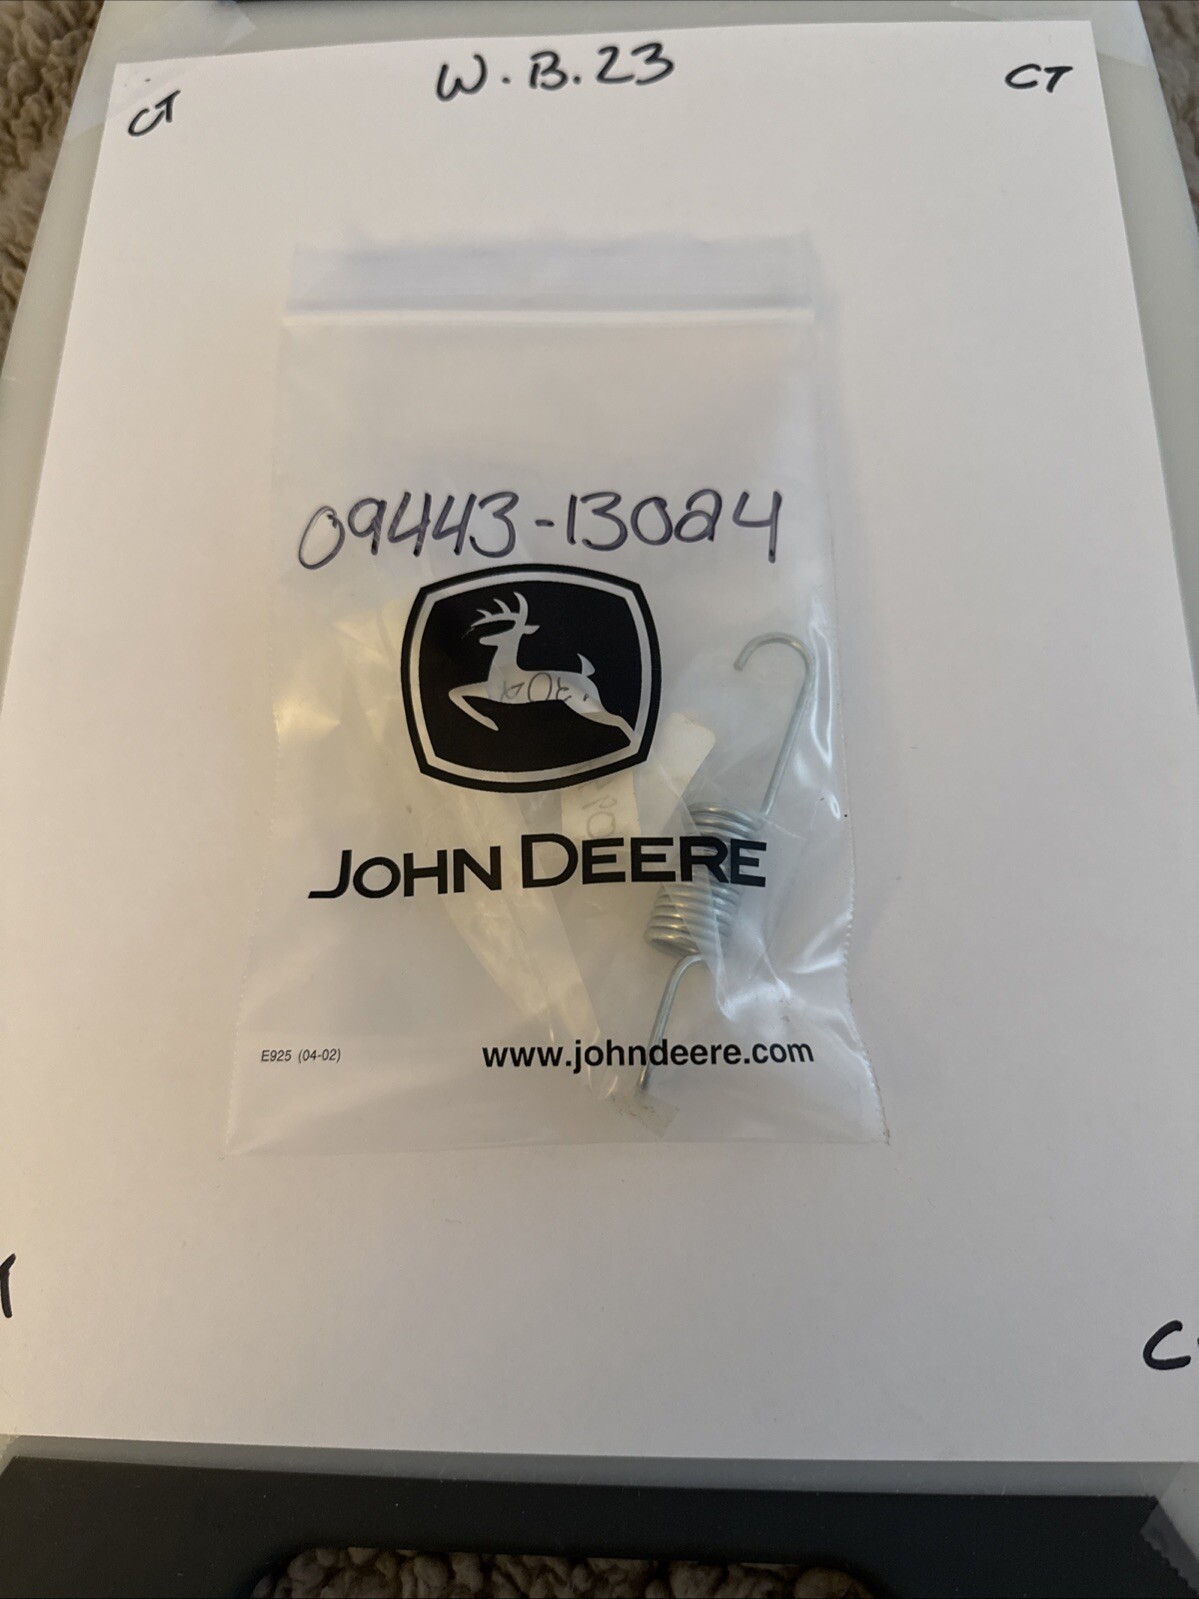 W.B.23
CT
CT
09443-13024
JOHN DEERE
E925 (04-02)
www.johndeere.com